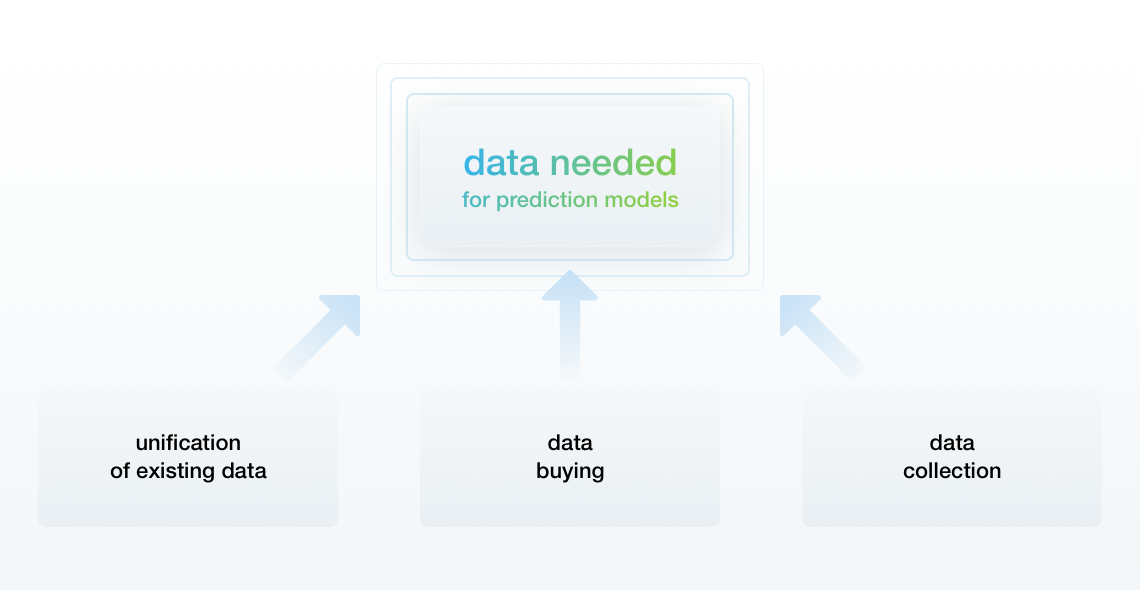 data needed
for prediction models
unification
of existing data
data
buying
data
collection